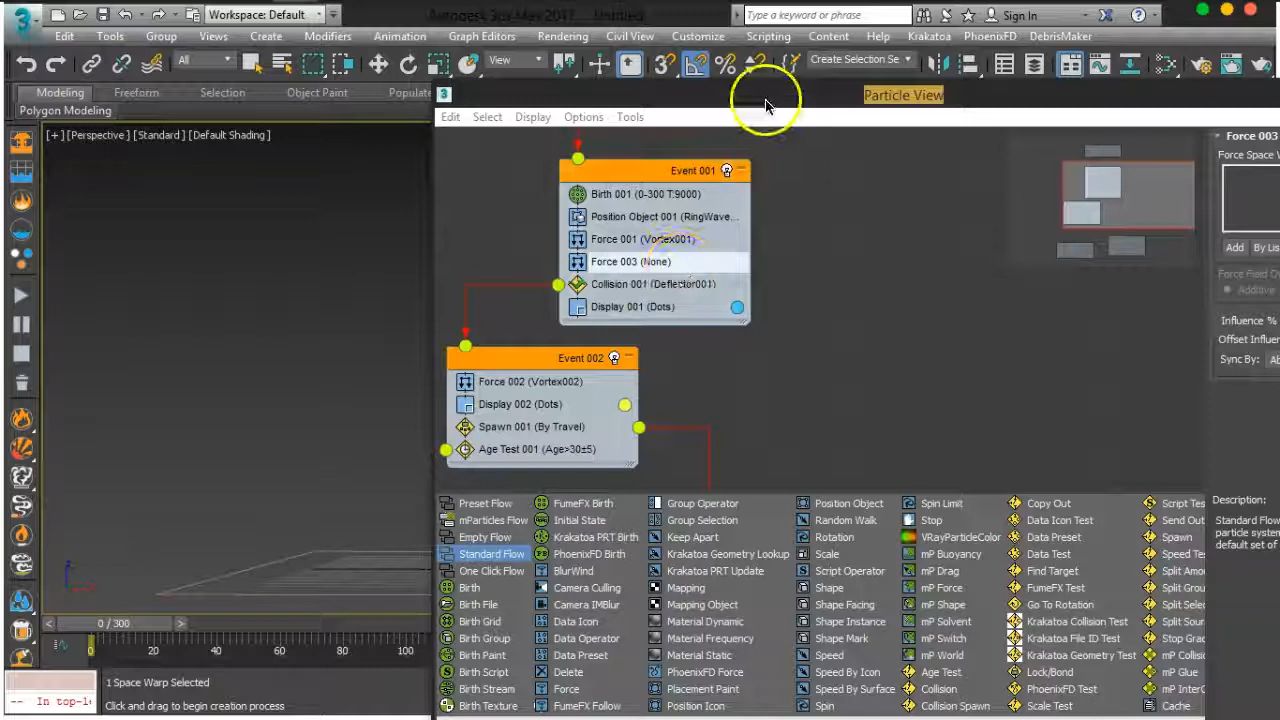 Workspace: Default
Autodesk 3ds Max 2017
Untitled
Type a keyword or phrase
Sign In
Edit Tools Group Views Create Modifiers Animation Graph Editors Rendering Civil View Customize Scripting Content Help Krakatoa PhoenixFD DebrisMaker
All
View
Create Selection Se
Modeling Freeform Selection Object Paint Populate
Polygon Modeling
Particle View
Edit Select Display Options Tools
[+] [Perspective ] [Standard ] [Default Shading ]
Event 001
Birth 001 (0-300 T:9000)
Position Object 001 (RingWave...
Force 001 (Vortex001)
Force 003 (None)
Collision 001 (Deflector001)
Display 001 (Dots)
Event 002
Force 002 (Vortex002)
Display 002 (Dots)
Spawn 001 (By Travel)
Age Test 001 (Age>30±5)
Force 003
Force Space W
Add By Lis
Force Field O
Additive
Influence %
Offset Influen
Sync By: Ab
Preset Flow FumeFX Birth Group Operator Position Object Spin Limit Copy Out Script Tes
mParticles Flow Initial State Group Selection Random Walk Stop Data Icon Test Send Out
Empty Flow Krakatoa PRT Birth Keep Apart Rotation VRayParticleColor Data Preset Spawn
Standard Flow PhoenixFD Birth Krakatoa Geometry Lookup Scale mP Buoyancy Data Test Speed Tes
One Click Flow BlurWind Krakatoa PRT Update Script Operator mP Drag Find Target Split Amou
Birth Camera Culling Mapping Shape mP Force FumeFX Test Split Group
Birth File Camera IMBlur Mapping Object Shape Facing mP Shape Go To Rotation Split Selec
Birth Grid Data Icon Material Dynamic Shape Instance mP Solvent Krakatoa Collision Test Split Sour
Birth Group Data Operator Material Frequency Shape Mark mP Switch Krakatoa File ID Test Stop Grad
Birth Paint Data Preset Material Static Speed mP World Krakatoa Geometry Test mP Collisio
Birth Script Delete PhoenixFD Force Speed By Icon Age Test Lock/Bond mP Glue
Birth Stream Force Placement Paint Speed By Surface Collision PhoenixFD Test mP InterC
Birth Texture PhoenixFD Follow Position Icon Spin Collision Spawn Scale Test Cache
Description:
Standard Flow
particle system
default set of
< 0 / 300 >
0 20 40 60 80 100
1 Space Warp Selected
Click and drag to begin creation process
-- In top-le